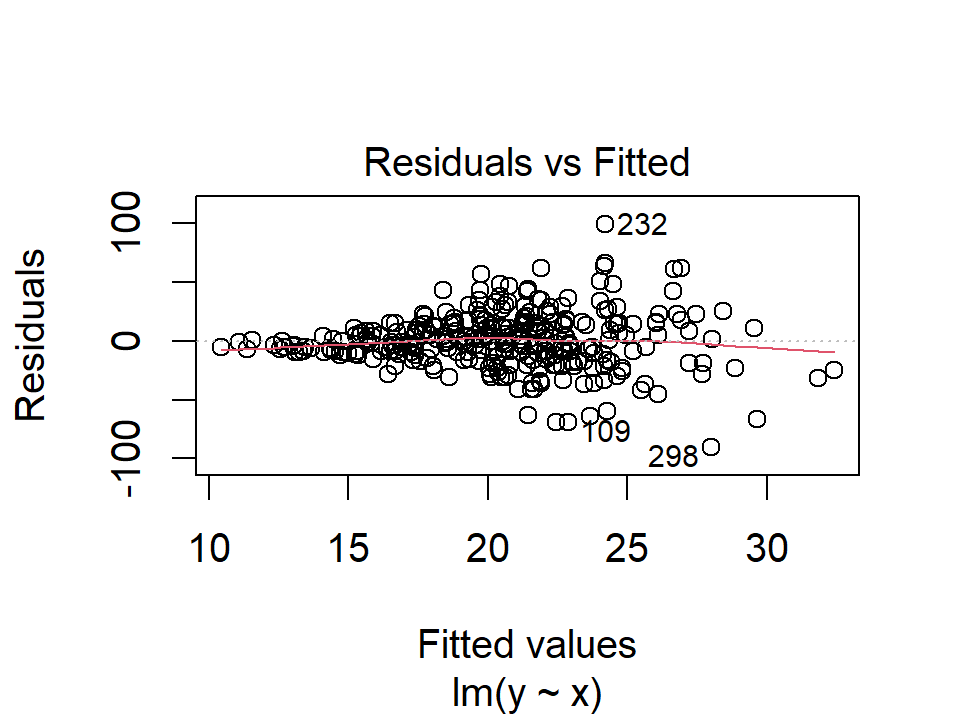 Residuals vs Fitted
Residuals
100
0
-100
232
109
298
10 15 20 25 30
Fitted values
lm(y ~ x)